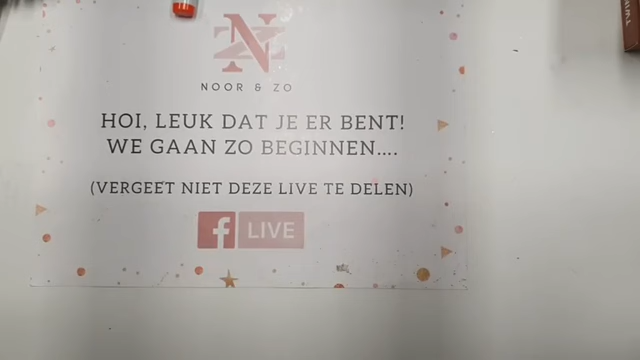 NZ
NOOR & ZO
HOI, LEUK DAT JE ER BENT!
WE GAAN ZO BEGINNEN....
(VERGEET NIET DEZE LIVE TE DELEN)
f LIVE